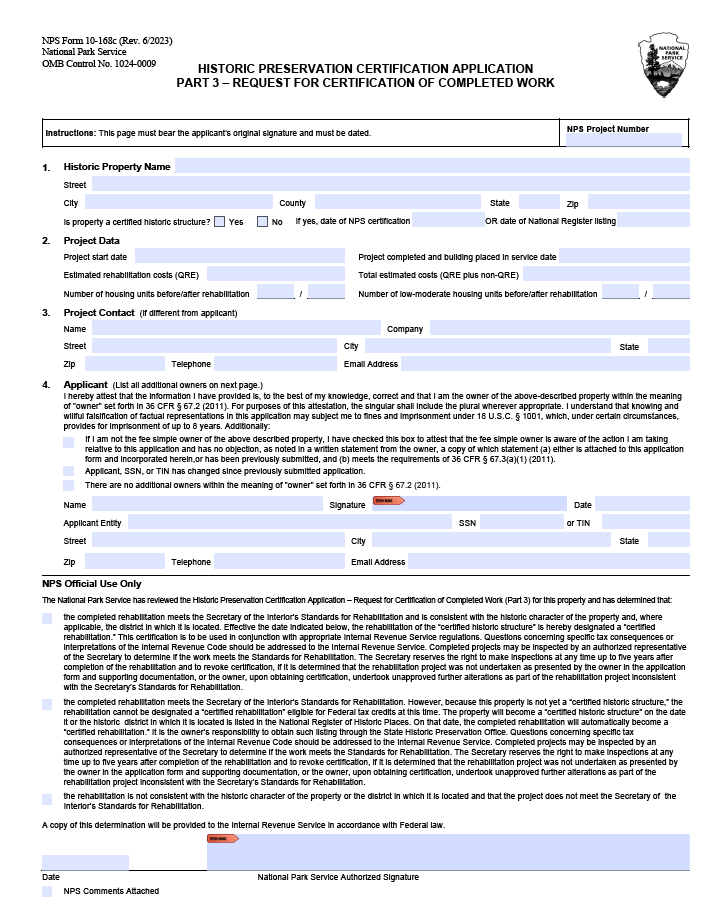 NPS Form 10-168c (Rev. 6/2023)
National Park Service
OMB Control No. 1024-0009
NATIONAL
PARK
SERVICE
HISTORIC PRESERVATION CERTIFICATION APPLICATION
PART 3 – REQUEST FOR CERTIFICATION OF COMPLETED WORK
Instructions: This page must bear the applicant's original signature and must be dated.
NPS Project Number
1. Historic Property Name
Street
City County State Zip
Is property a certified historic structure? Yes No If yes, date of NPS certification OR date of National Register listing
2. Project Data
Project start date Project completed and building placed in service date
Estimated rehabilitation costs (QRE) Total estimated costs (QRE plus non-QRE)
Number of housing units before/after rehabilitation / Number of low-moderate housing units before/after rehabilitation /
3. Project Contact (if different from applicant)
Name Company
Street City State
Zip Telephone Email Address
4. Applicant (List all additional owners on next page.)
I hereby attest that the information I have provided is, to the best of my knowledge, correct and that I am the owner of the above-described property within the meaning
of "owner" set forth in 36 CFR § 67.2 (2011). For purposes of this attestation, the singular shall include the plural wherever appropriate. I understand that knowing and
willful falsification of factual representations in this application may subject me to fines and imprisonment under 18 U.S.C. § 1001, which, under certain circumstances,
provides for imprisonment of up to 8 years. Additionally:
If I am not the fee simple owner of the above described property, I have checked this box to attest that the fee simple owner is aware of the action I am taking
relative to this application and has no objection, as noted in a written statement from the owner, a copy of which statement (a) either is attached to this application
form and incorporated herein,or has been previously submitted, and (b) meets the requirements of 36 CFR § 67.3(a)(1) (2011).
Applicant, SSN, or TIN has changed since previously submitted application.
There are no additional owners within the meaning of "owner" set forth in 36 CFR § 67.2 (2011).
Name Signature Date
Applicant Entity SSN or TIN
Street City State
Zip Telephone Email Address
NPS Official Use Only
The National Park Service has reviewed the Historic Preservation Certification Application – Request for Certification of Completed Work (Part 3) for this property and has determined that:
the completed rehabilitation meets the Secretary of the Interior's Standards for Rehabilitation and is consistent with the historic character of the property and, where
applicable, the district in which it is located. Effective the date indicated below, the rehabilitation of the "certified historic structure" is hereby designated a "certified
rehabilitation." This certification is to be used in conjunction with appropriate Internal Revenue Service regulations. Questions concerning specific tax consequences or
interpretations of the Internal Revenue Code should be addressed to the Internal Revenue Service. Completed projects may be inspected by an authorized representative
of the Secretary to determine if the work meets the Standards for Rehabilitation. The Secretary reserves the right to make inspections at any time up to five years after
completion of the rehabilitation and to revoke certification, if it is determined that the rehabilitation project was not undertaken as presented by the owner in the application
form and supporting documentation, or the owner, upon obtaining certification, undertook unapproved further alterations as part of the rehabilitation project inconsistent
with the Secretary's Standards for Rehabilitation.
the completed rehabilitation meets the Secretary of the Interior's Standards for Rehabilitation. However, because this property is not yet a "certified historic structure," the
rehabilitation cannot be designated a "certified rehabilitation" eligible for Federal tax credits at this time. The property will become a "certified historic structure" on the date
it or the historic district in which it is located is listed in the National Register of Historic Places. On that date, the completed rehabilitation will automatically become a
"certified rehabilitation." It is the owner's responsibility to obtain such listing through the State Historic Preservation Office. Questions concerning specific tax
consequences or interpretations of the Internal Revenue Code should be addressed to the Internal Revenue Service. Completed projects may be inspected by an
authorized representative of the Secretary to determine if the work meets the Standards for Rehabilitation. The Secretary reserves the right to make inspections at any
time up to five years after completion of the rehabilitation and to revoke certification, if it is determined that the rehabilitation project was not undertaken as presented by
the owner in the application form and supporting documentation, or the owner, upon obtaining certification, undertook unapproved further alterations as part of the
rehabilitation project inconsistent with the Secretary's Standards for Rehabilitation.
the rehabilitation is not consistent with the historic character of the property or the district in which it is located and that the project does not meet the Secretary of the
Interior's Standards for Rehabilitation.
A copy of this determination will be provided to the Internal Revenue Service in accordance with Federal law.
Date National Park Service Authorized Signature
NPS Comments Attached